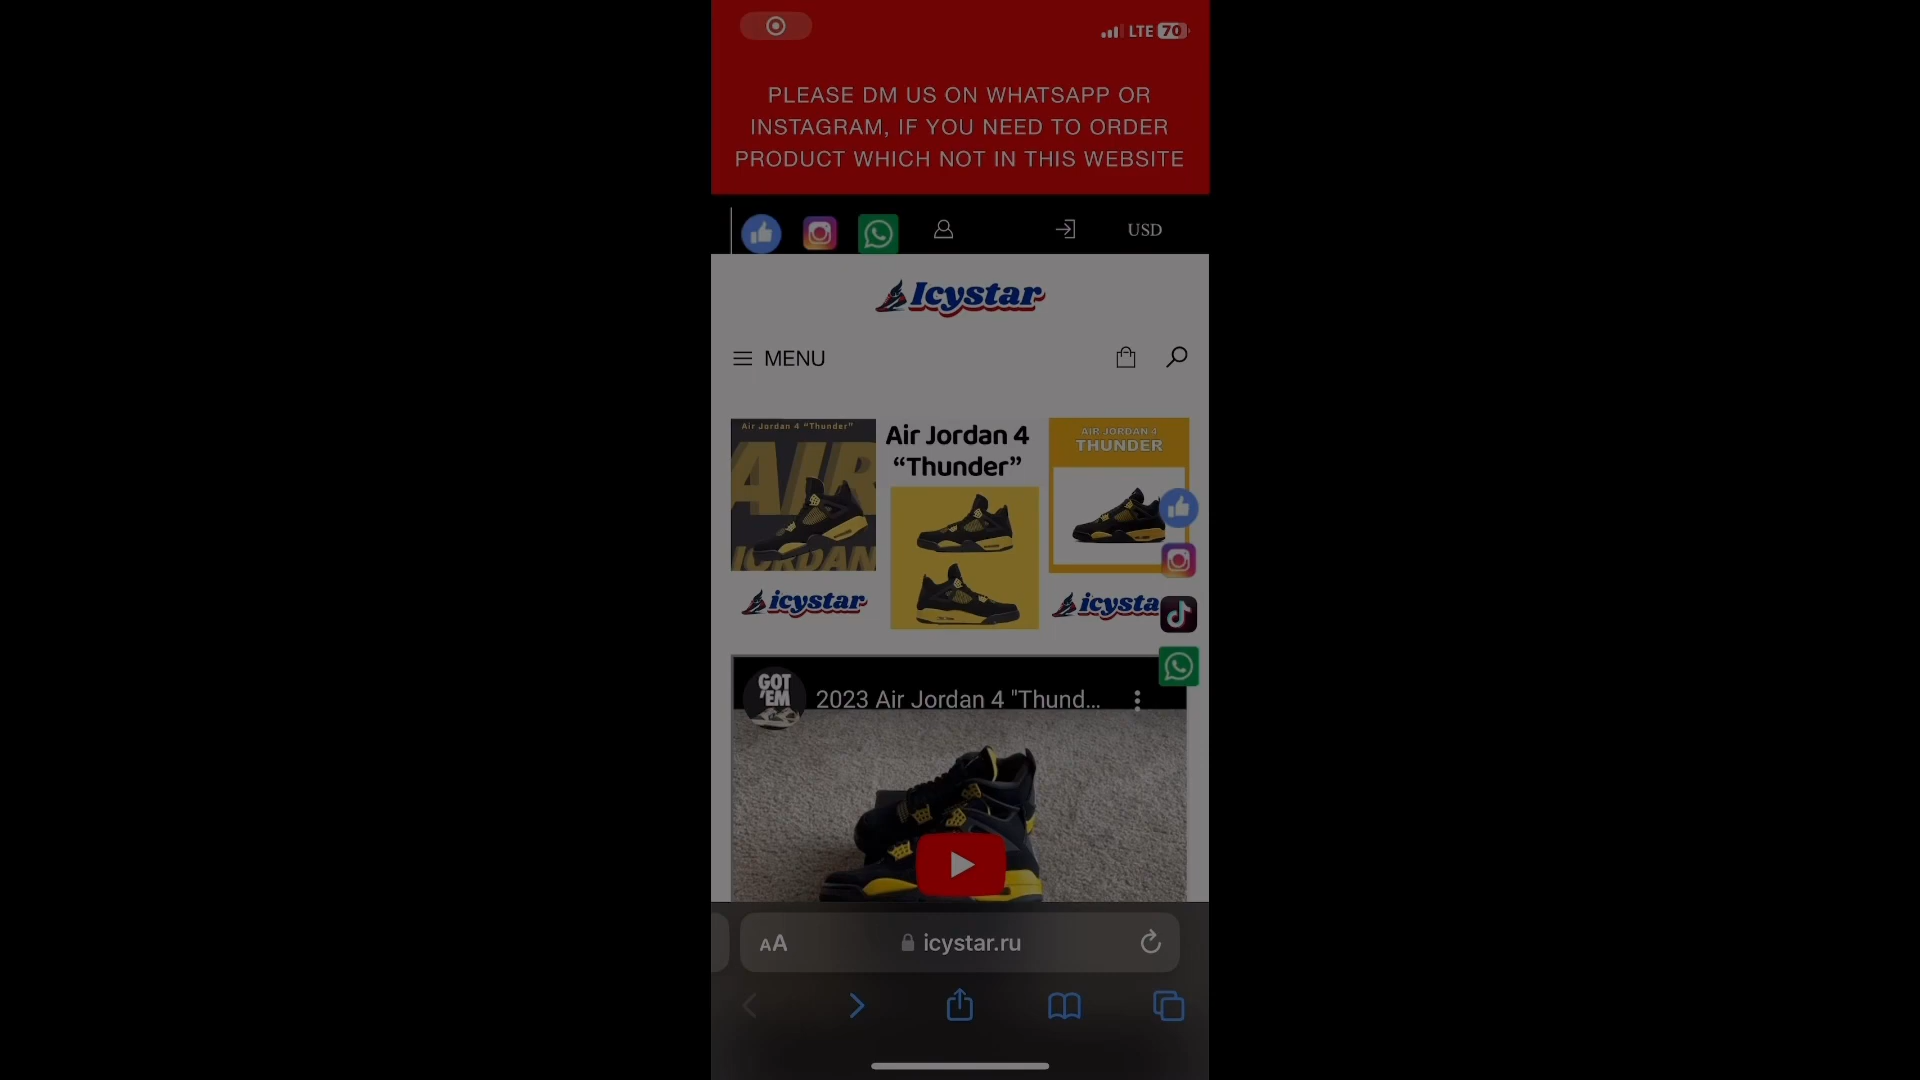 LTE 70
PLEASE DM US ON WHATSAPP OR
INSTAGRAM, IF YOU NEED TO ORDER
PRODUCT WHICH NOT IN THIS WEBSITE
USD
Icystar
MENU
Air Jordan 4 "Thunder"
AIR
JORDAN
icystar
Air Jordan 4
“Thunder”
AIR JORDAN 4
THUNDER
icysta
GOT
'EM
2023 Air Jordan 4 "Thund...
AA
icystar.ru